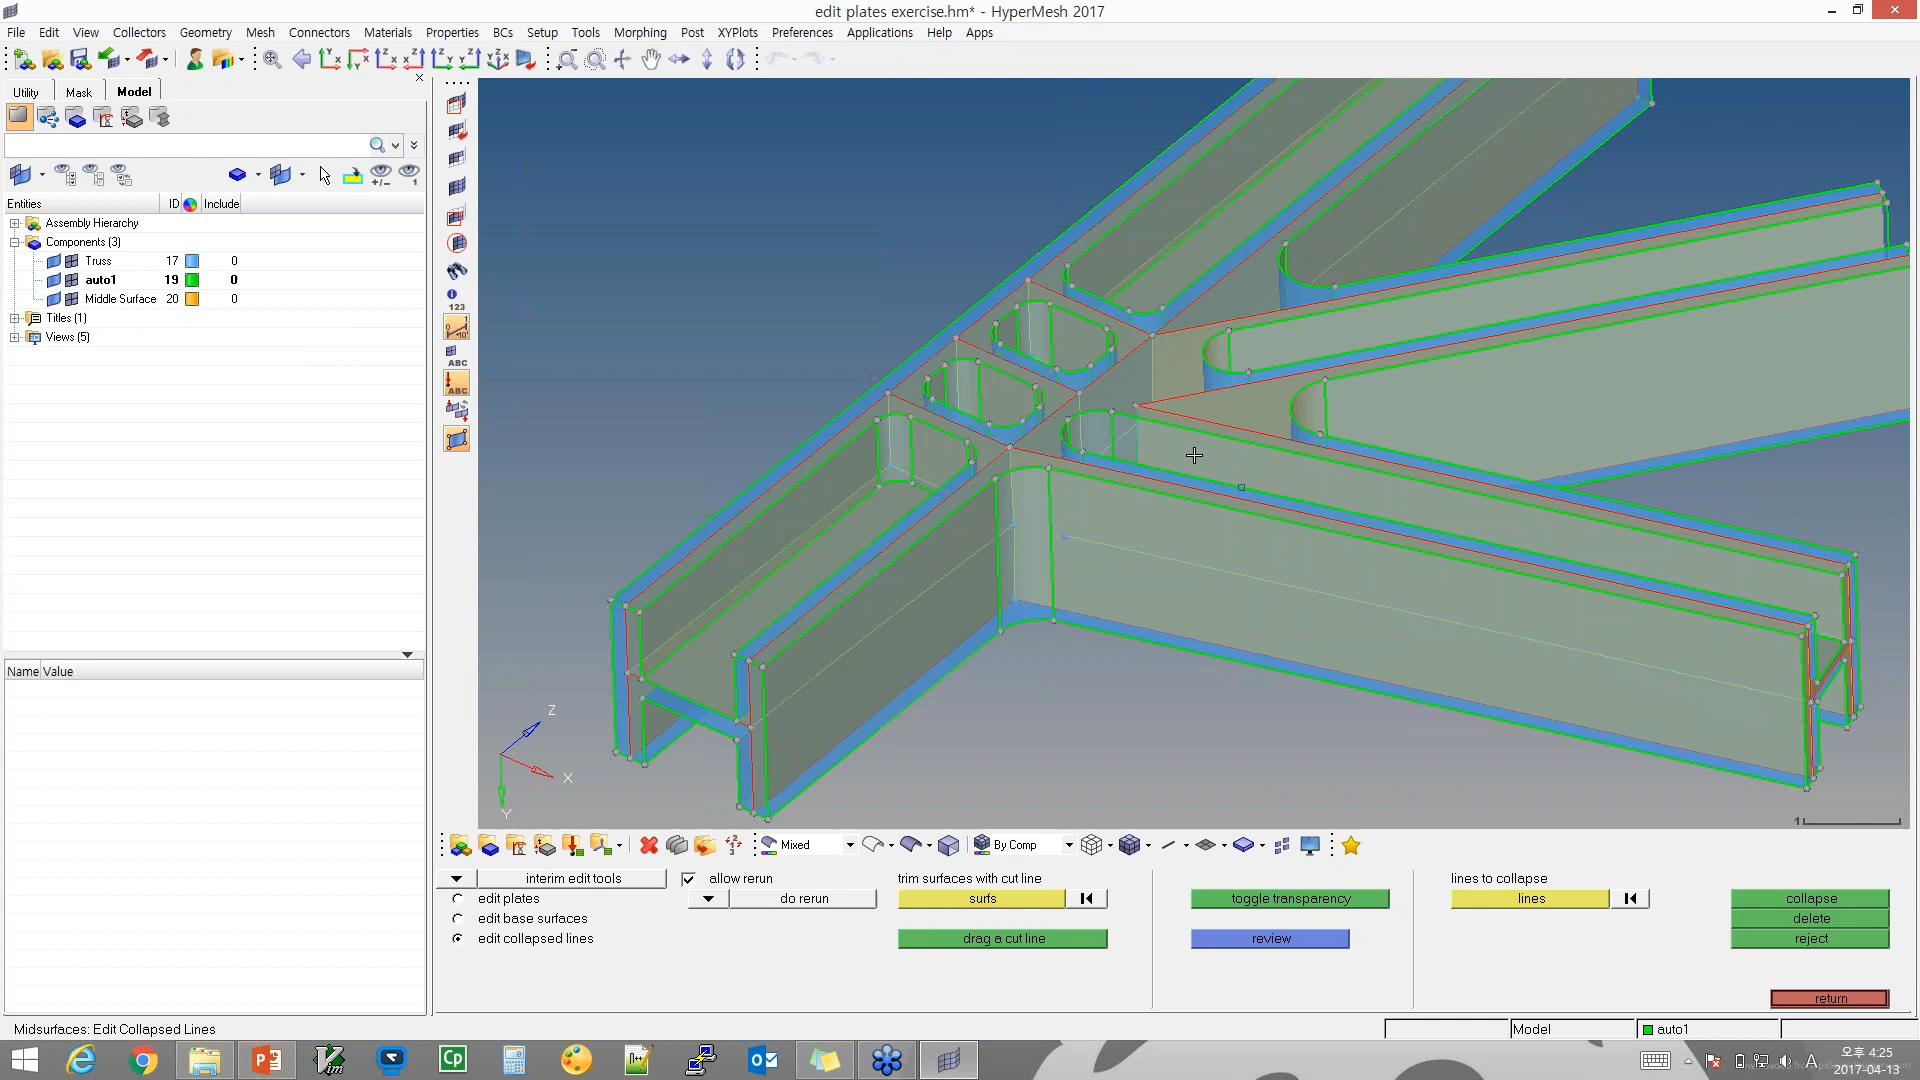 edit plates exercise.hm* - HyperMesh 2017
File Edit View Collectors Geometry Mesh Connectors Materials Properties BCs Setup Tools Morphing Post XYPlots Preferences Applications Help Apps
Utility Mask Model
Entities ID Include
Assembly Hierarchy
Components (3)
Truss 17 0
auto1 19 0
Middle Surface 20 0
Titles (1)
Views (5)
Name Value
123
ABC
ABC
Z
X
Y
1
Mixed By Comp
interim edit tools allow rerun trim surfaces with cut line lines to collapse
edit plates do rerun surfs toggle transparency lines collapse
edit base surfaces delete
edit collapsed lines drag a cut line review reject
return
Midsurfaces: Edit Collapsed Lines Model auto1
A 오후 4:25
2017-04-13